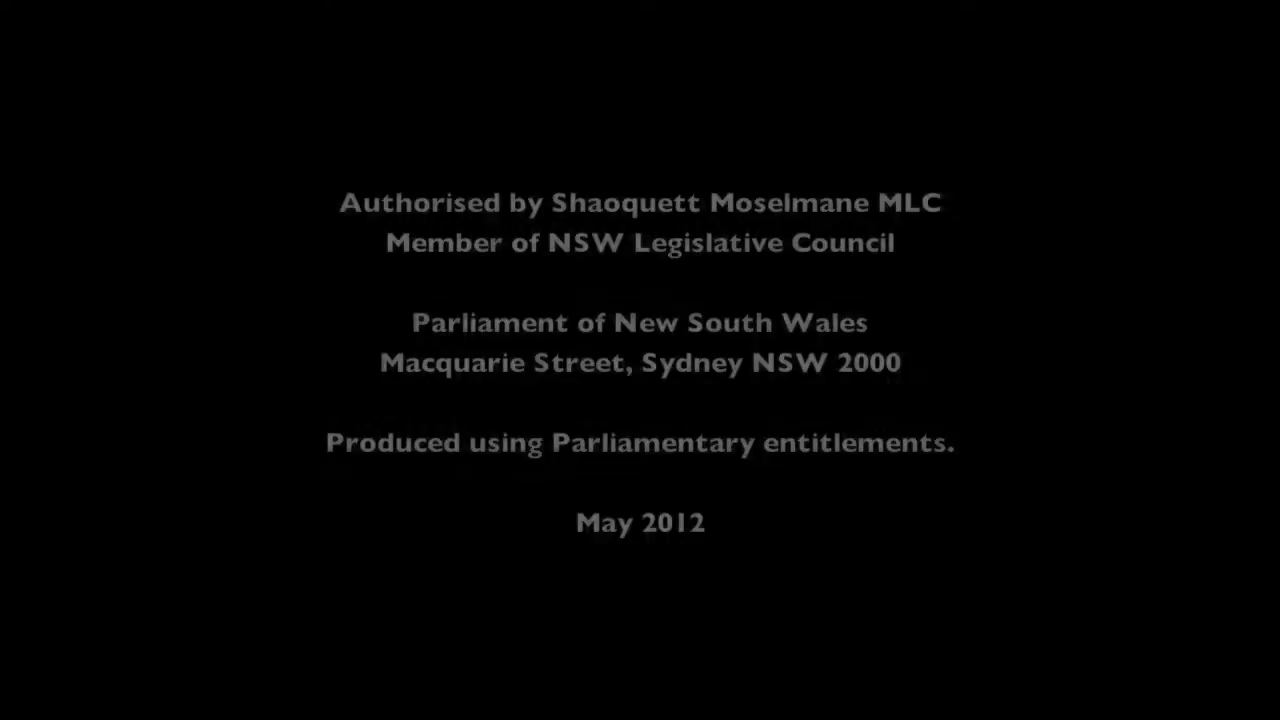 Authorised by Shaoquett Moselmane MLC
Member of NSW Legislative Council
Parliament of New South Wales
Macquarie Street, Sydney NSW 2000
Produced using Parliamentary entitlements.
May 2012